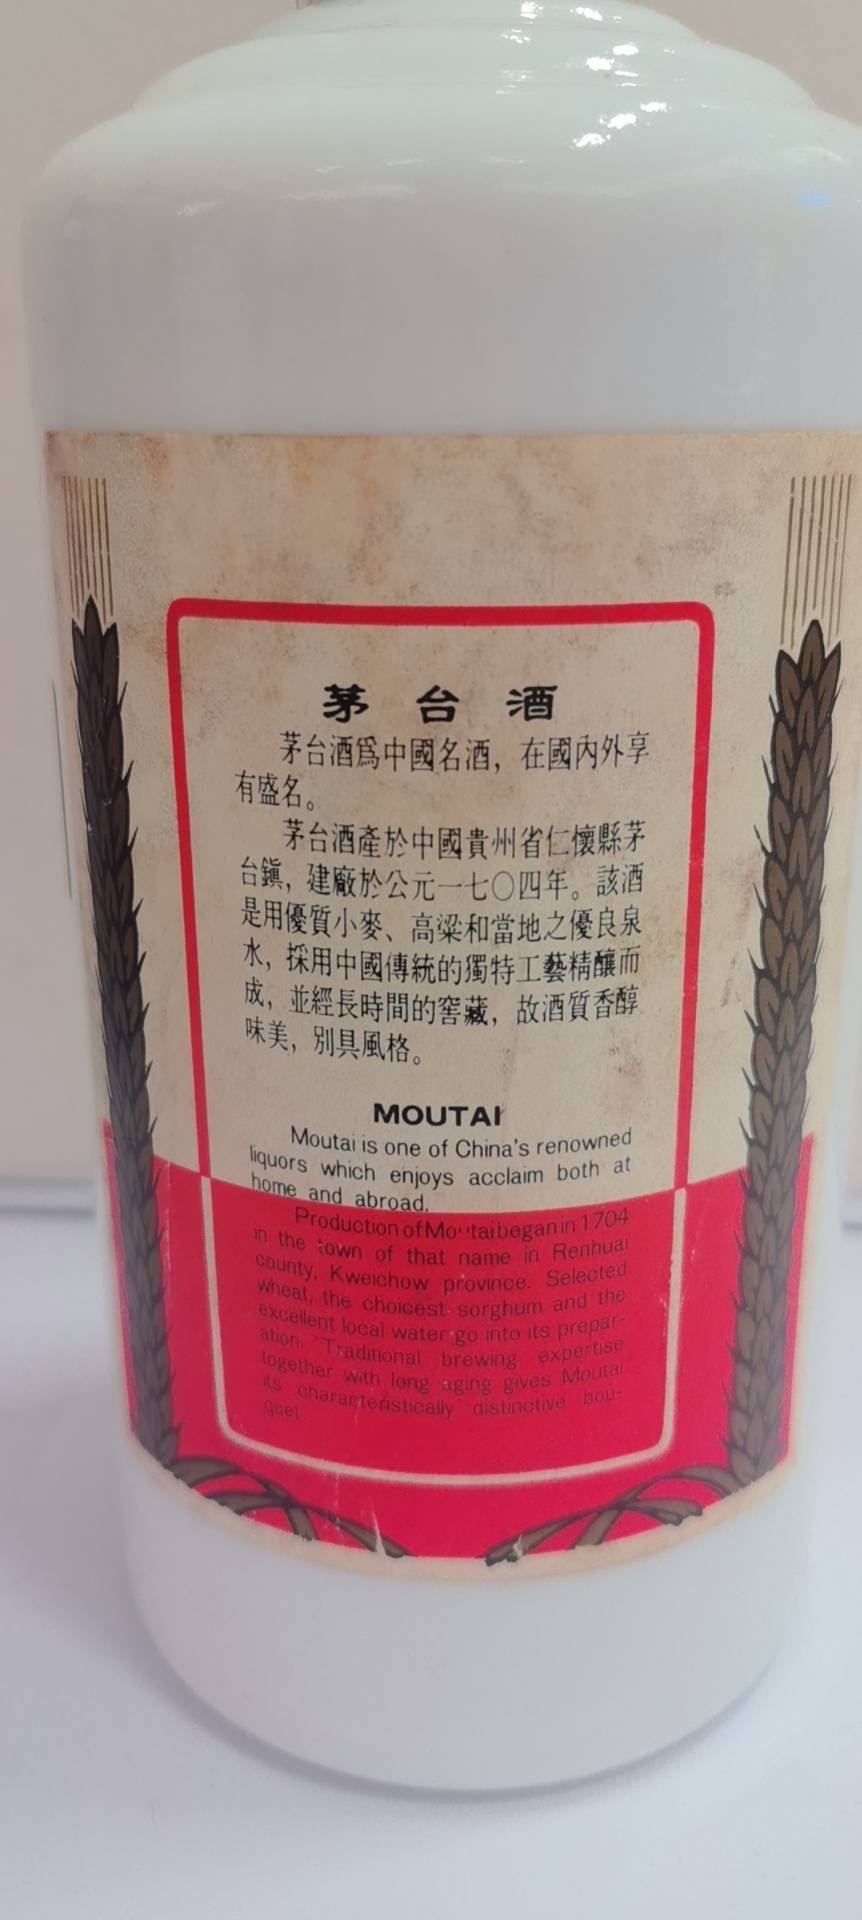 茅台酒
茅台酒爲中國名酒，在國內外享
有盛名。
茅台酒產於中國貴州省仁懷縣茅
台鎮，建廠於公元一七〇四年。該酒
是用優質小麥、高粱和當地之優良泉
水，採用中國傳統的獨特工藝精釀而
成，並經長時間的窖藏，故酒質香醇
味美，別具風格。
MOUTAI
Moutai is one of China's renowned
liquors which enjoys acclaim both at
home and abroad.
Production of Moutai began in 1704
in the town of that name in Renhuai
county, Kweichow province. Selected
wheat, the choicest sorghum and the
excellent local water go into its prepar-
ation. Traditional brewing expertise
together with long aging gives Moutai
its characteristically distinctive bou-
quet.